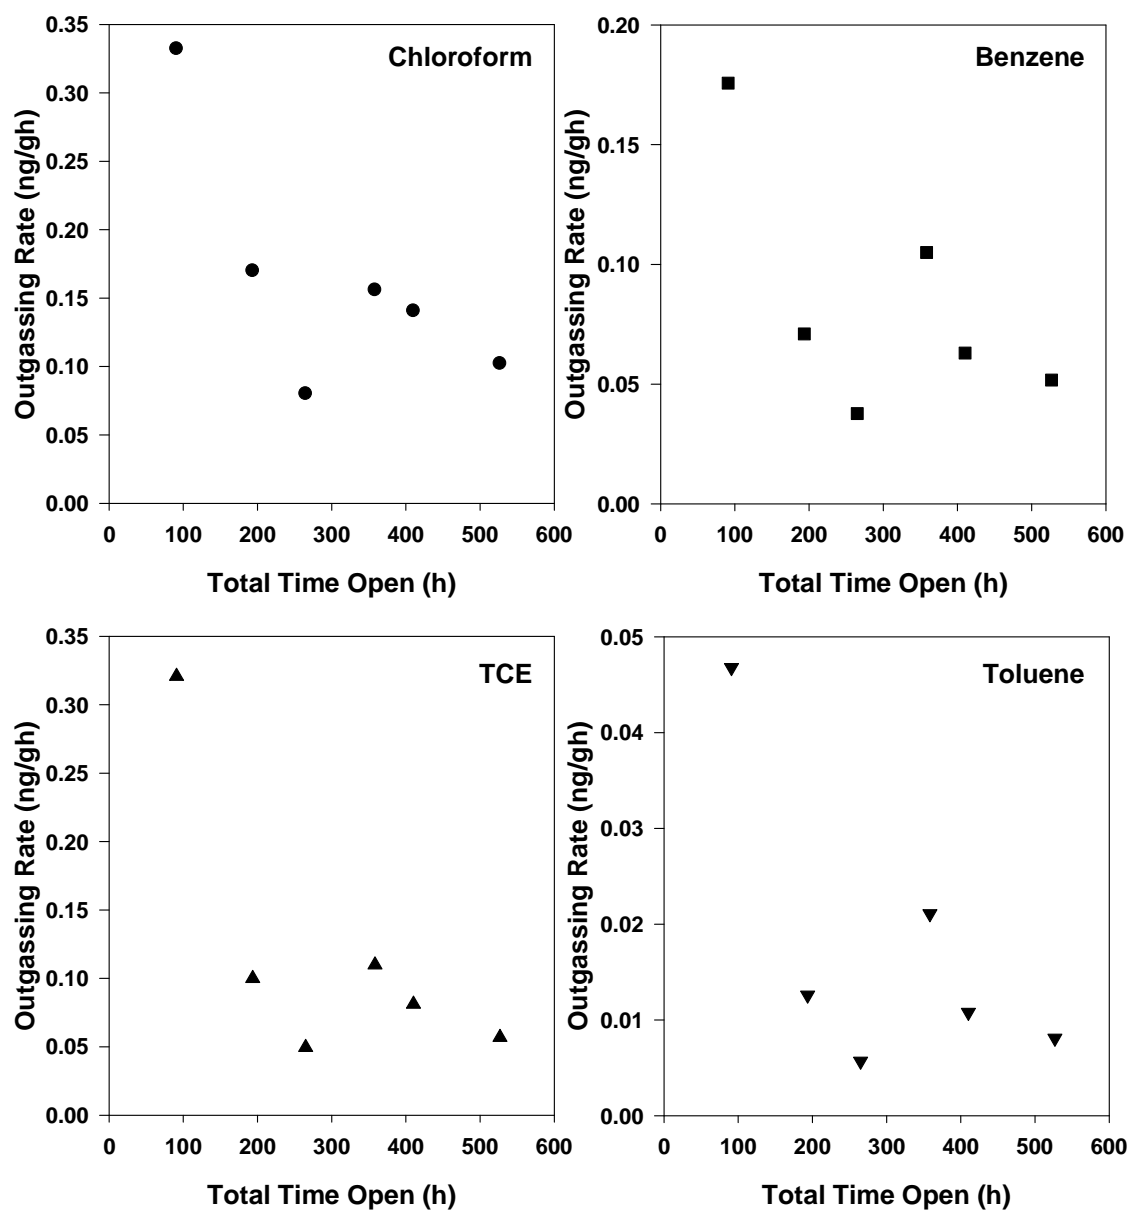 Chloroform
Outgassing Rate (ng/gh)
0.35
0.30
0.25
0.20
0.15
0.10
0.05
0.00
0 100 200 300 400 500 600
Total Time Open (h)
Benzene
Outgassing Rate (ng/gh)
0.20
0.15
0.10
0.05
0.00
0 100 200 300 400 500 600
Total Time Open (h)
TCE
Outgassing Rate (ng/gh)
0.35
0.30
0.25
0.20
0.15
0.10
0.05
0.00
0 100 200 300 400 500 600
Total Time Open (h)
Toluene
Outgassing Rate (ng/gh)
0.05
0.04
0.03
0.02
0.01
0.00
0 100 200 300 400 500 600
Total Time Open (h)